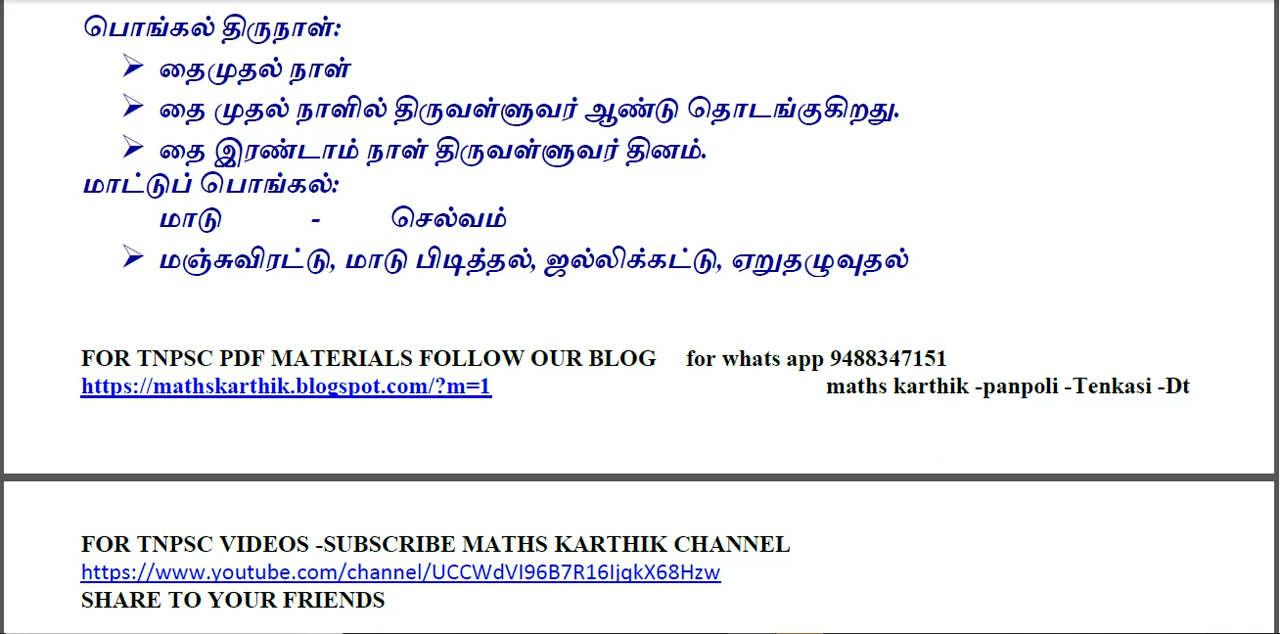 பொங்கல் திருநாள்:
➢ தைமுதல் நாள்
➢ தை முதல் நாளில் திருவள்ளுவர் ஆண்டு தொடங்குகிறது.
➢ தை இரண்டாம் நாள் திருவள்ளுவர் தினம்.
மாட்டுப் பொங்கல்:
மாடு - செல்வம்
➢ மஞ்சுவிரட்டு, மாடு பிடித்தல், ஜல்லிக்கட்டு, ஏறுதழுவுதல்
FOR TNPSC PDF MATERIALS FOLLOW OUR BLOG for whats app 9488347151
https://mathskarthik.blogspot.com/?m=1 maths karthik -panpoli -Tenkasi -Dt
FOR TNPSC VIDEOS -SUBSCRIBE MATHS KARTHIK CHANNEL
https://www.youtube.com/channel/UCCWdVI96B7R16IjqkX68Hzw
SHARE TO YOUR FRIENDS